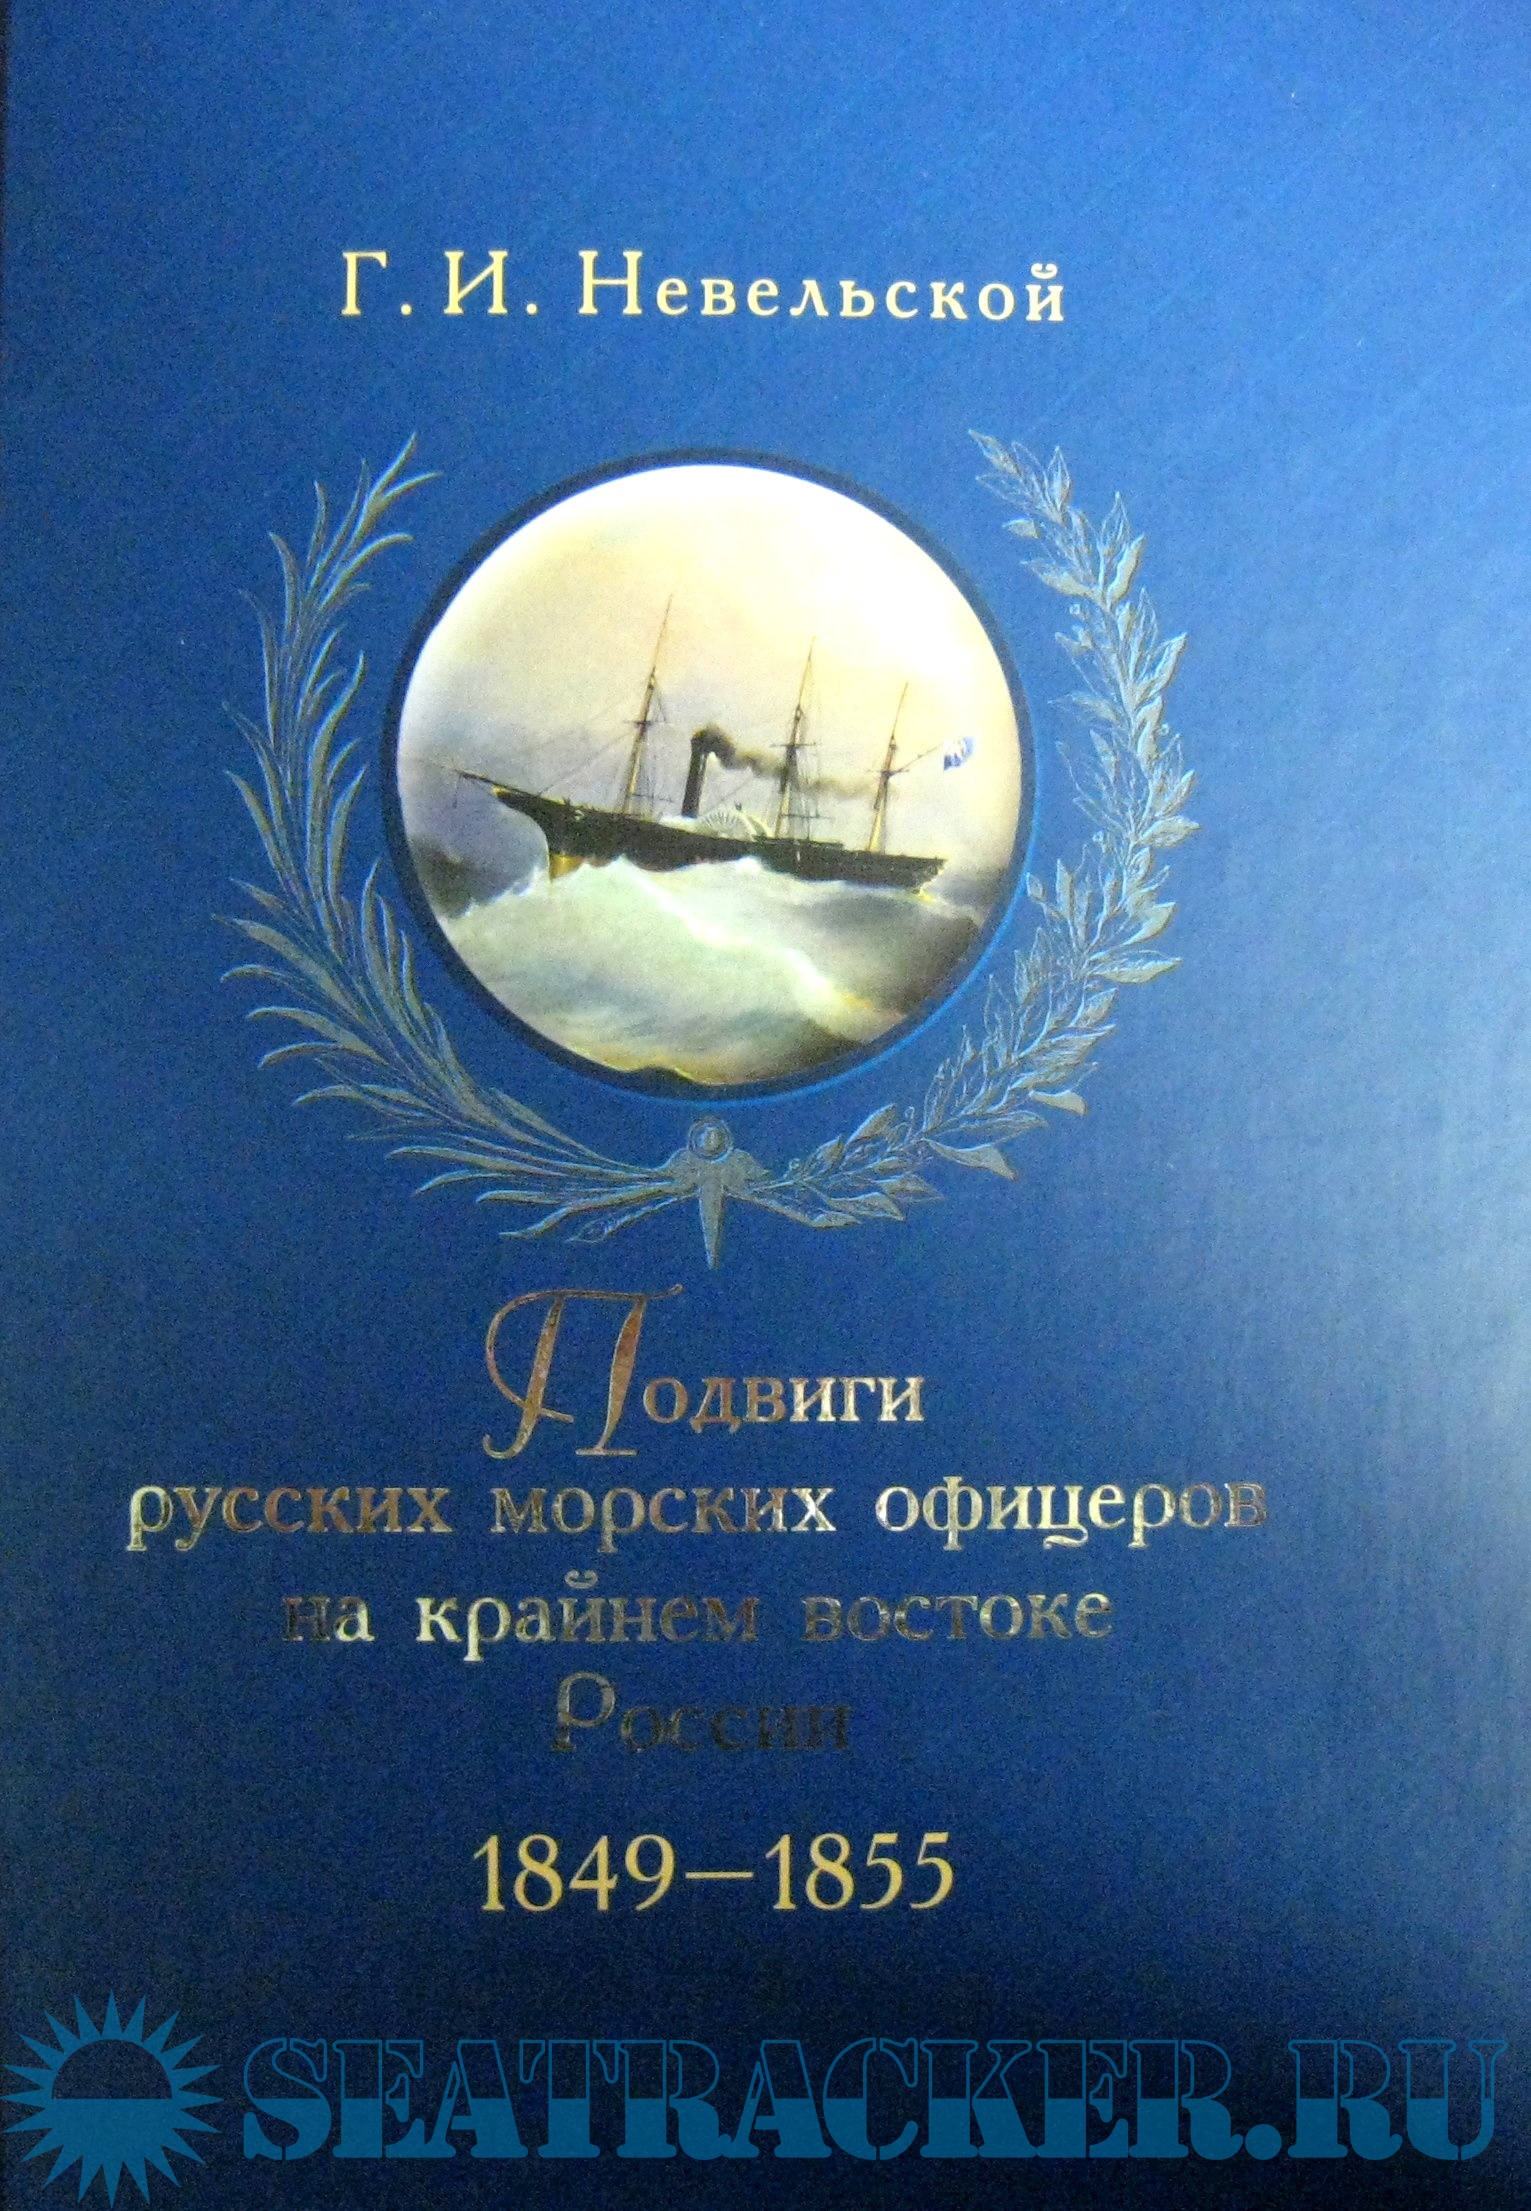 Г. И. Невельской
Подвиги
русских морских офицеров
на крайнем востоке
России
1849–1855
SEATRACKER.RU